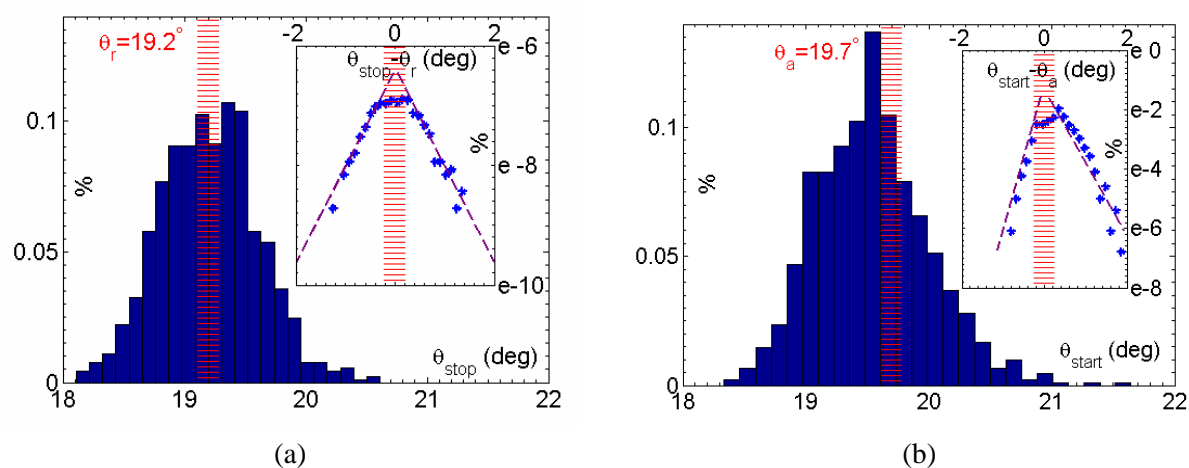 -2 0 2
e -6
θr=19.2°
θstop-θr (deg)
0.1
%
%
e -8
0.05
e-10
θstop (deg)
0
18 19 20 21 22
(a)
-2 0 2
e 0
θa=19.7°
θstart-θa (deg)
e -2
0.1
%
%
e -4
0.05
e -6
e-8
θstart (deg)
0
18 19 20 21 22
(b)